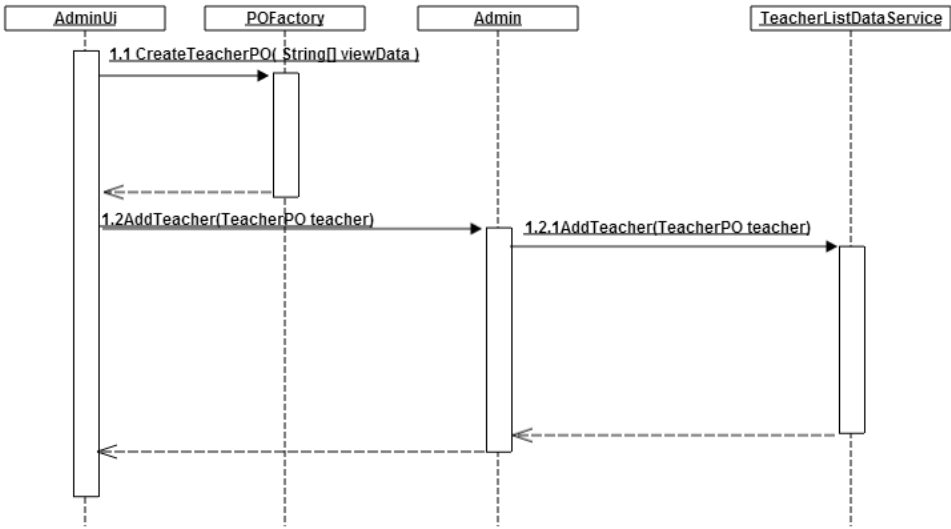 AdminUi
POFactory
Admin
TeacherListDataService
1.1 CreateTeacherPO( String[] viewData )
1.2AddTeacher(TeacherPO teacher)
1.2.1AddTeacher(TeacherPO teacher)